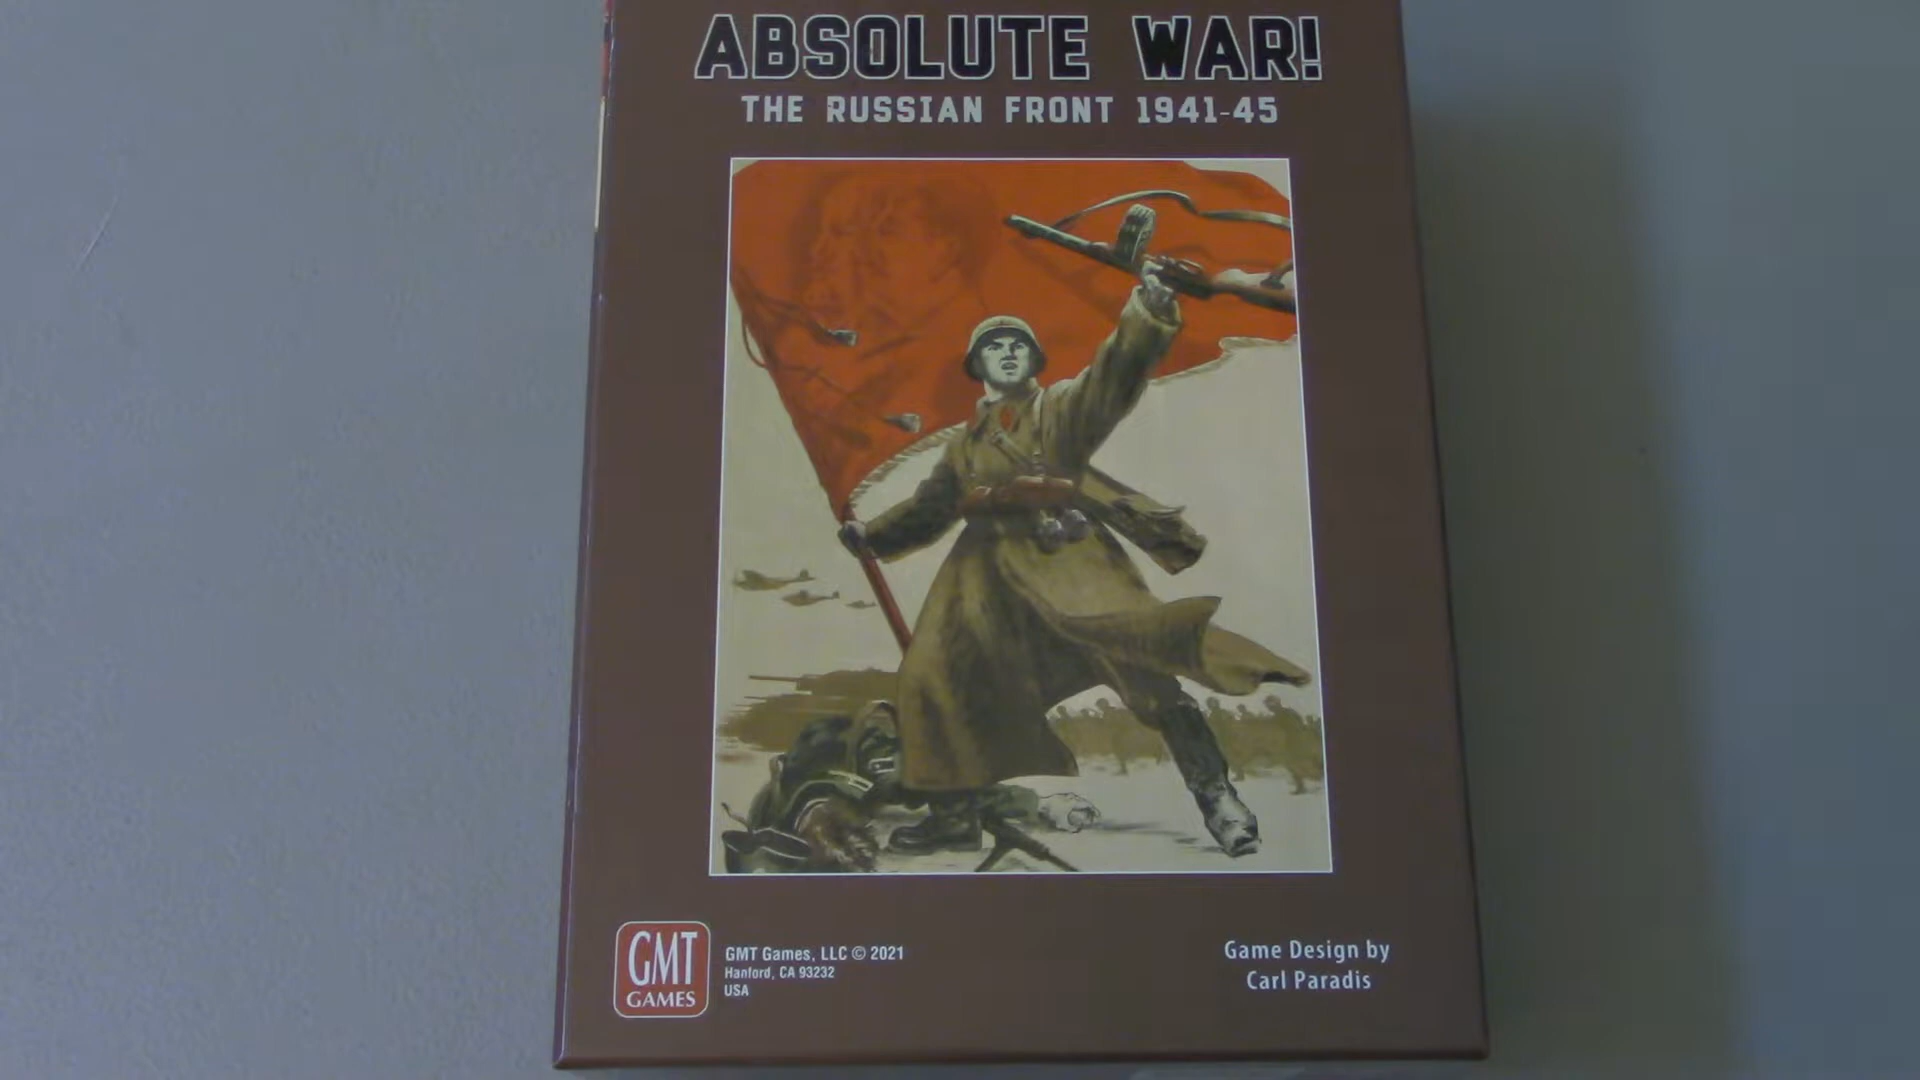 ABSOLUTE WAR!
THE RUSSIAN FRONT 1941-45
GMT
GAMES
GMT Games, LLC © 2021
Hanford, CA 93232
USA
Game Design by
Carl Paradis